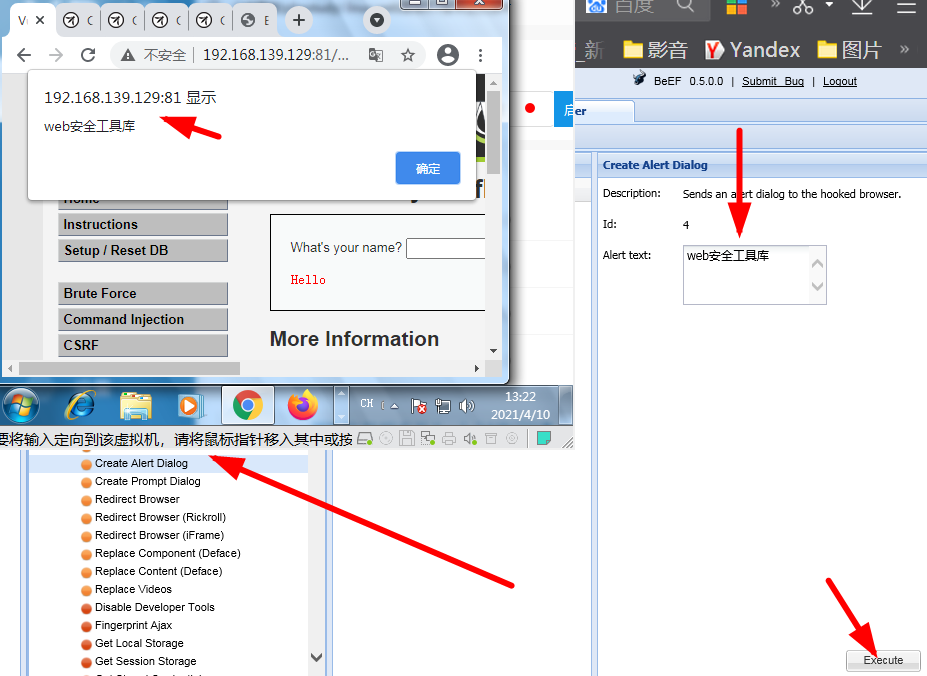 不安全
192.168.139.129:81/...
192.168.139.129:81 显示
web安全工具库
确定
Instructions
Setup / Reset DB
Brute Force
Command Injection
CSRF
What's your name?
Hello
More Information
CH
13:22
2021/4/10
要将输入定向到该虚拟机，请将鼠标指针移入其中或按
Create Alert Dialog
Create Prompt Dialog
Redirect Browser
Redirect Browser (Rickroll)
Redirect Browser (iFrame)
Replace Component (Deface)
Replace Content (Deface)
Replace Videos
Disable Developer Tools
Fingerprint Ajax
Get Local Storage
Get Session Storage
百度
新
影音
Yandex
图片
»
BeEF 0.5.0.0 | Submit Bug | Logout
er
Create Alert Dialog
Description: Sends an alert dialog to the hooked browser.
Id: 4
Alert text: web安全工具库
Execute